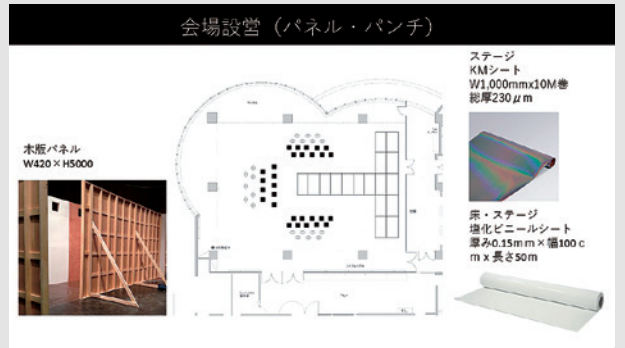 会場設営（パネル・パンチ）
ステージ
KMシート
W1,000mmx10M巻
総厚230μm
木版パネル
W420×H5000
床・ステージ
塩化ビニールシート
厚み0.15mm×幅100c
m x 長さ50m